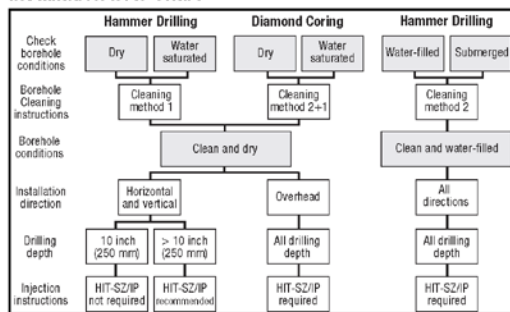 Hammer Drilling Diamond Coring Hammer Drilling
Check
borehole
conditions
Dry
Water
saturated
Dry
Water
saturated
Water-filled
Submerged
Borehole
Cleaning
instructions
Cleaning
method 1
Cleaning
method 2+1
Cleaning
method 2
Borehole
conditions
Clean and dry
Clean and water-filled
Installation
direction
Horizontal
and vertical
Overhead
All
directions
Drilling
depth
10 inch
(250 mm)
> 10 inch
(250 mm)
All drilling
depth
All drilling
depth
Injection
instructions
HIT-SZ/IP
not required
HIT-SZ/IP
recommended
HIT-SZ/IP
required
HIT-SZ/IP
required